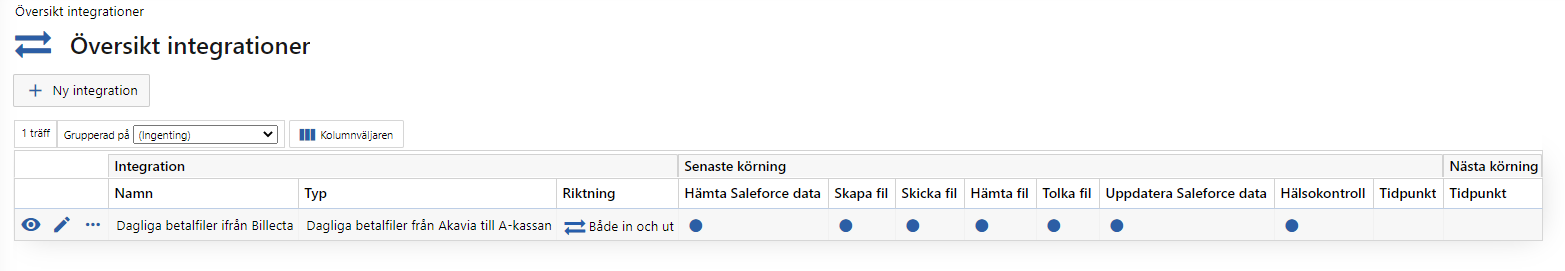 Översikt integrationer
Översikt integrationer
Ny integration
1 träff Grupperad på (Ingenting) Kolumnväljaren
Integration Senaste körning Nästa körning
Namn Typ Riktning Hämta Saleforce data Skapa fil Skicka fil Hämta fil Tolka fil Uppdatera Saleforce data Hälsokontroll Tidpunkt Tidpunkt
Dagliga betalfiler ifrån Billecta Dagliga betalfiler från Akavia till A-kassan Både in och ut